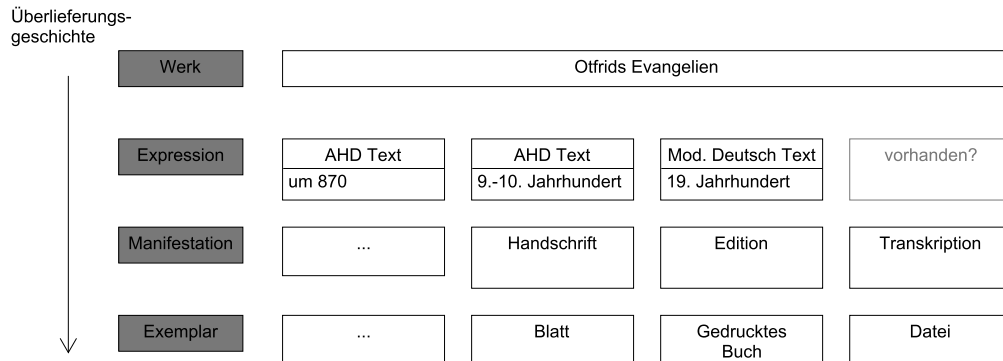 Überlieferungs-
geschichte
Werk
Otfrids Evangelien
Expression
AHD Text
um 870
AHD Text
9.-10. Jahrhundert
Mod. Deutsch Text
19. Jahrhundert
vorhanden?
Manifestation
...
Handschrift
Edition
Transkription
Exemplar
...
Blatt
Gedrucktes
Buch
Datei